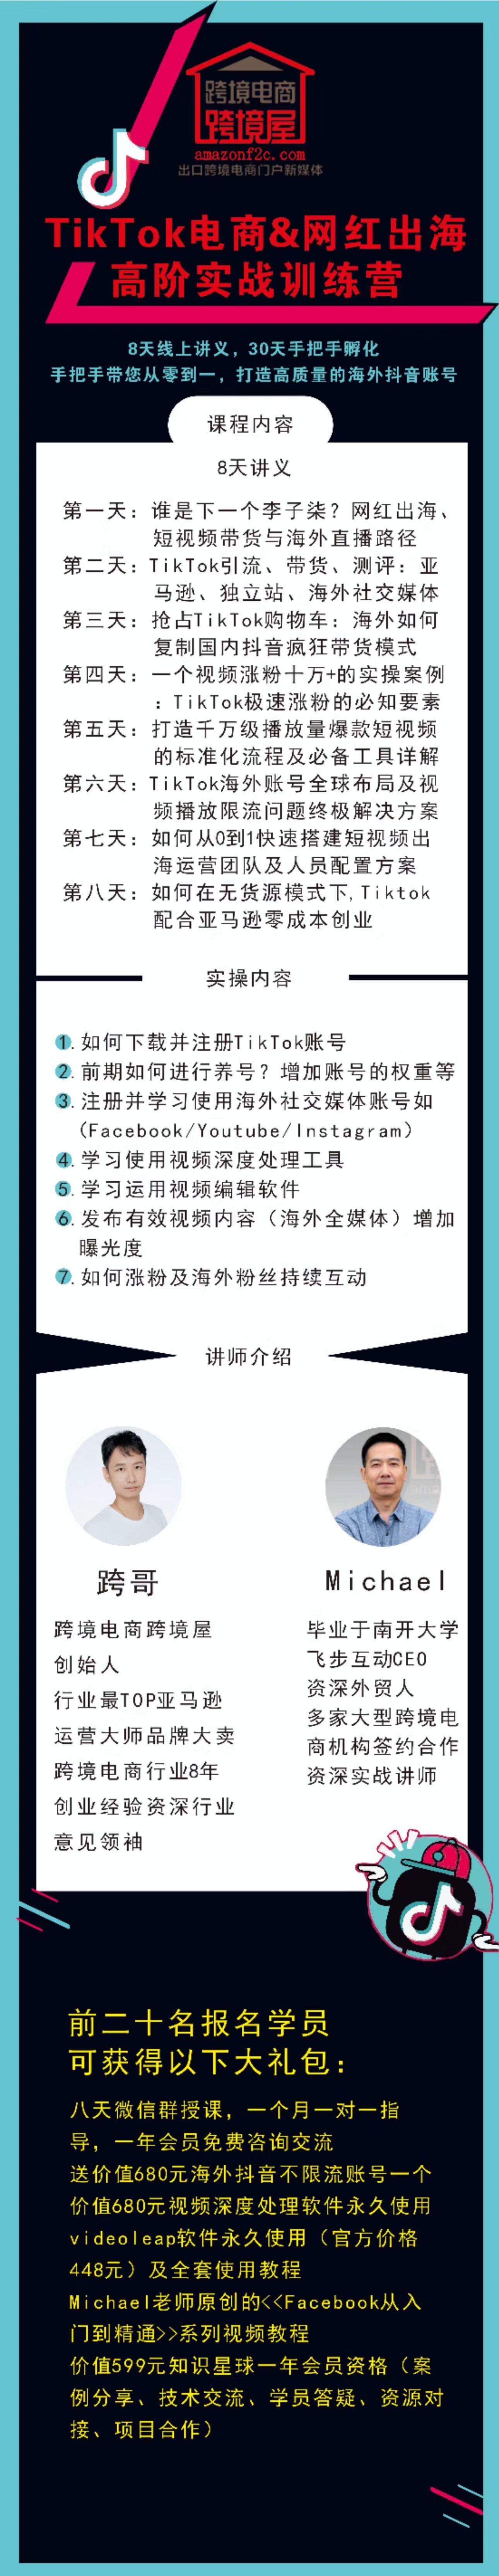 跨境电商
跨境屋
amazonf2c.com
出口跨境电商门户新媒体
TikTok电商&网红出海
高阶实战训练营
8天线上讲义，30天手把手孵化
手把手带您从零到一，打造高质量的海外抖音账号
课程内容
8天讲义
第一天：谁是下一个李子柒？网红出海、
短视频带货与海外直播路径
第二天：TikTok引流、带货、测评：亚
马逊、独立站、海外社交媒体
第三天：抢占TikTok购物车：海外如何
复制国内抖音疯狂带货模式
第四天：一个视频涨粉十万+的实操案例
：TikTok极速涨粉的必知要素
第五天：打造千万级播放量爆款短视频
的标准化流程及必备工具详解
第六天：TikTok海外账号全球布局及视
频播放限流问题终极解决方案
第七天：如何从0到1快速搭建短视频出
海运营团队及人员配置方案
第八天：如何在无货源模式下,Tiktok
配合亚马逊零成本创业
实操内容
1.如何下载并注册TikTok账号
2.前期如何进行养号？增加账号的权重等
3.注册并学习使用海外社交媒体账号如
（Facebook/Youtube/Instagram）
4.学习使用视频深度处理工具
5.学习运用视频编辑软件
6.发布有效视频内容（海外全媒体）增加
曝光度
7.如何涨粉及海外粉丝持续互动
讲师介绍
跨哥
跨境电商跨境屋
创始人
行业最TOP亚马逊
运营大师品牌大卖
跨境电商行业8年
创业经验资深行业
意见领袖
Michael
毕业于南开大学
飞步互动CEO
资深外贸人
多家大型跨境电
商机构签约合作
资深实战讲师
前二十名报名学员
可获得以下大礼包：
八天微信群授课，一个月一对一指
导，一年会员免费咨询交流
送价值680元海外抖音不限流账号一个
价值680元视频深度处理软件永久使用
videoleap软件永久使用（官方价格
448元）及全套使用教程
Michael老师原创的<<Facebook从入
门到精通>>系列视频教程
价值599元知识星球一年会员资格（案
例分享、技术交流、学员答疑、资源对
接、项目合作）